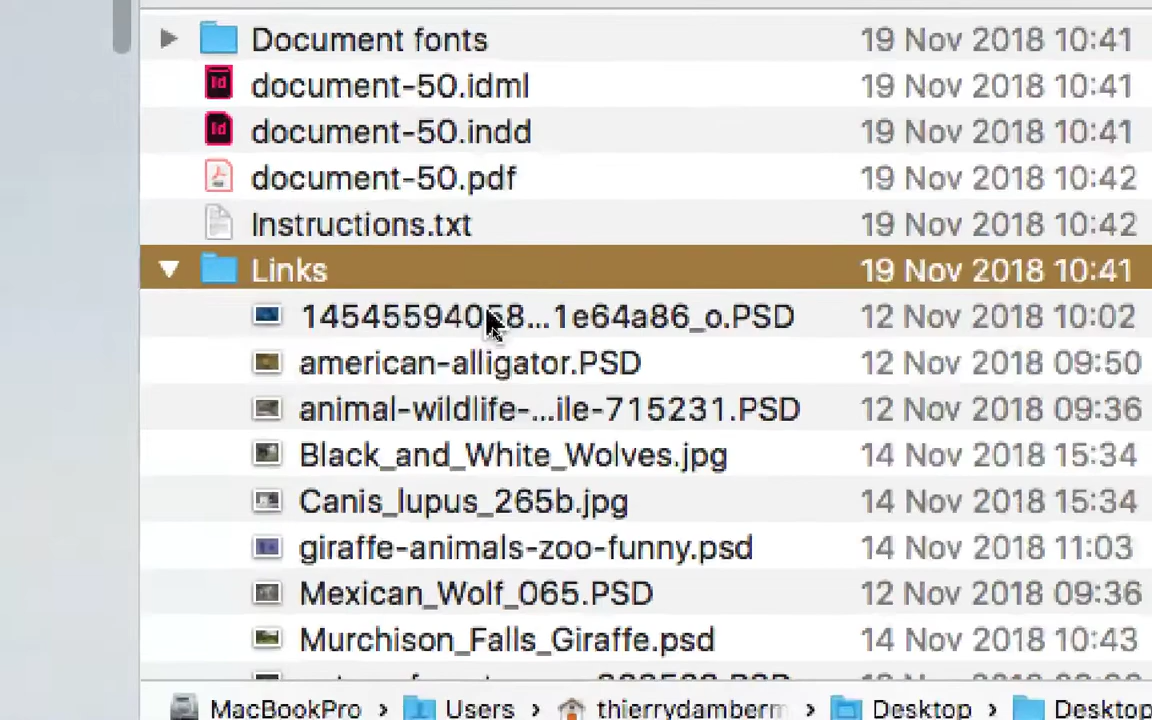 Document fonts 19 Nov 2018 10:41
document-50.idml 19 Nov 2018 10:41
document-50.indd 19 Nov 2018 10:41
document-50.pdf 19 Nov 2018 10:42
Instructions.txt 19 Nov 2018 10:42
Links 19 Nov 2018 10:41
1e64a86_o.PSD 12 Nov 2018 10:02
american-alligator.PSD 12 Nov 2018 09:50
animal-wildlife-...ile-715231.PSD 12 Nov 2018 09:36
Black_and_White_Wolves.jpg 14 Nov 2018 15:34
Canis_lupus_265b.jpg 14 Nov 2018 15:34
giraffe-animals-zoo-funny.psd 14 Nov 2018 11:03
Mexican_Wolf_065.PSD 12 Nov 2018 09:36
Murchison_Falls_Giraffe.psd 14 Nov 2018 10:43
MacBookPro › Users › thierrydamberm › Desktop › Desktop